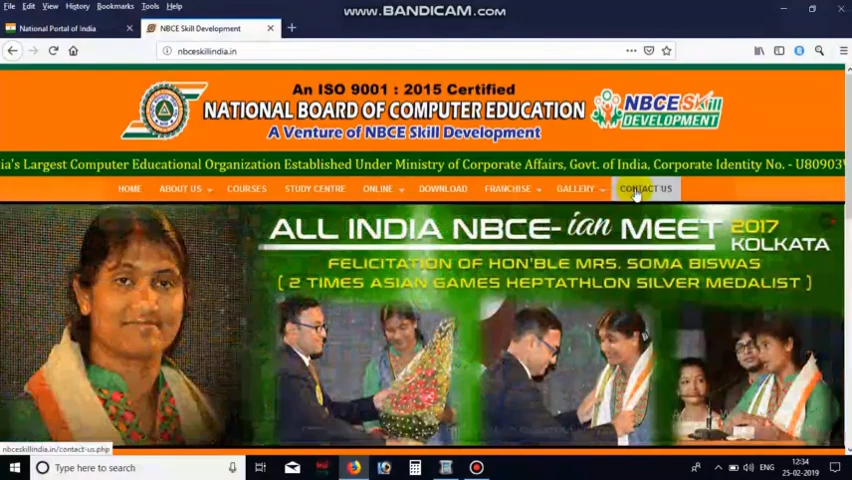 File Edit View History Bookmarks Tools Help
www.BANDICAM.com
National Portal of India
NBCE Skill Development
nbceskillindia.in
An ISO 9001 : 2015 Certified
NATIONAL BOARD OF COMPUTER EDUCATION
A Venture of NBCE Skill Development
NBCE Skill
DEVELOPMENT
ia's Largest Computer Educational Organization Established Under Ministry of Corporate Affairs, Govt. of India, Corporate Identity No. - U80903
HOME ABOUT US COURSES STUDY CENTRE ONLINE DOWNLOAD FRANCHISE GALLERY CONTACT US
ALL INDIA NBCE-ian MEET 2017
KOLKATA
FELICITATION OF HON'BLE MRS. SOMA BISWAS
( 2 TIMES ASIAN GAMES HEPTATHLON SILVER MEDALIST )
nbceskillindia.in/contact-us.php
Type here to search
ENG
12:34
25-02-2019